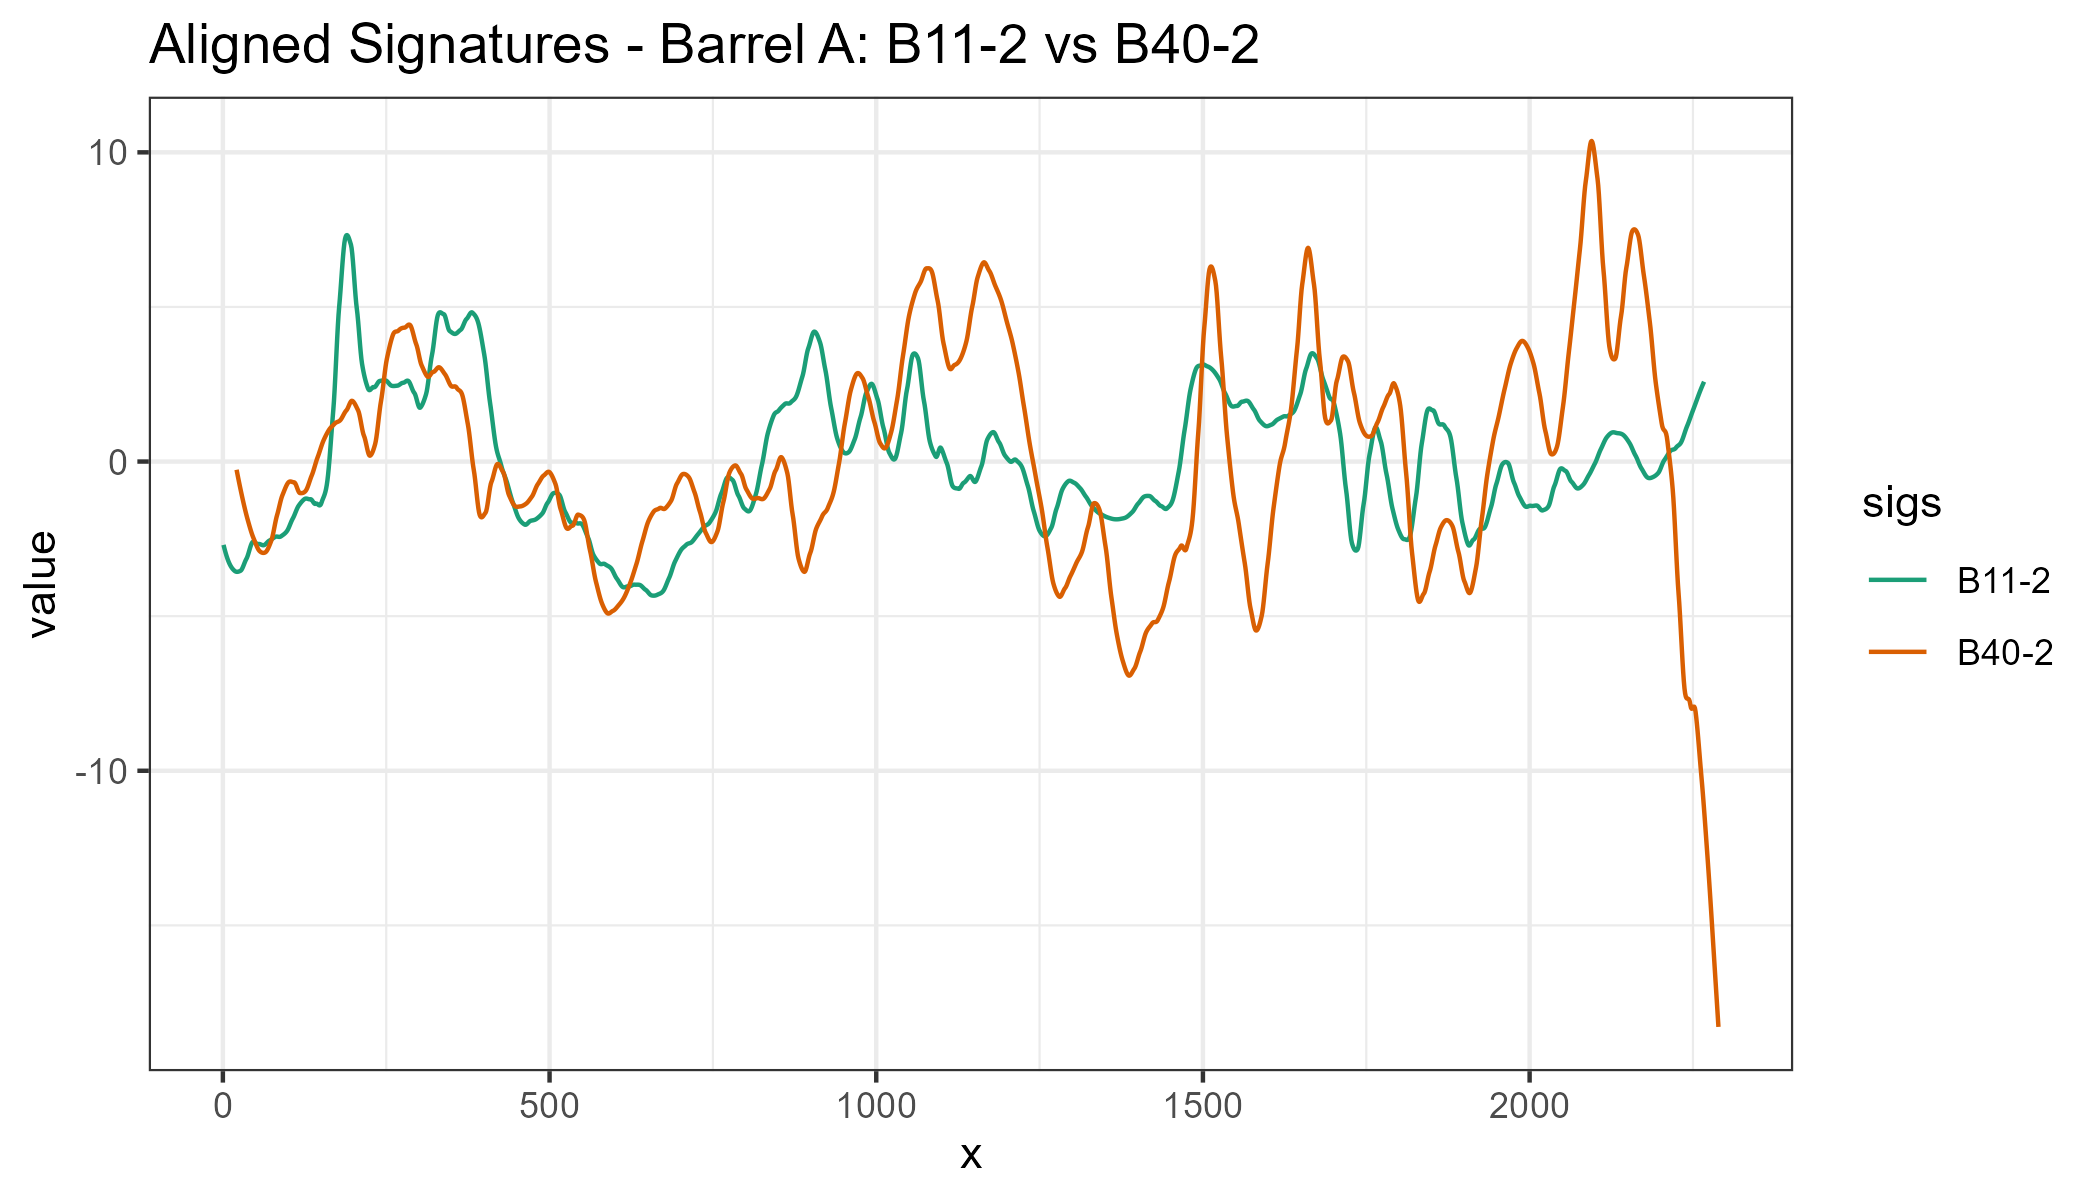 Aligned Signatures - Barrel A: B11-2 vs B40-2
10
0
-10
value
0 500 1000 1500 2000
x
sigs
B11-2
B40-2